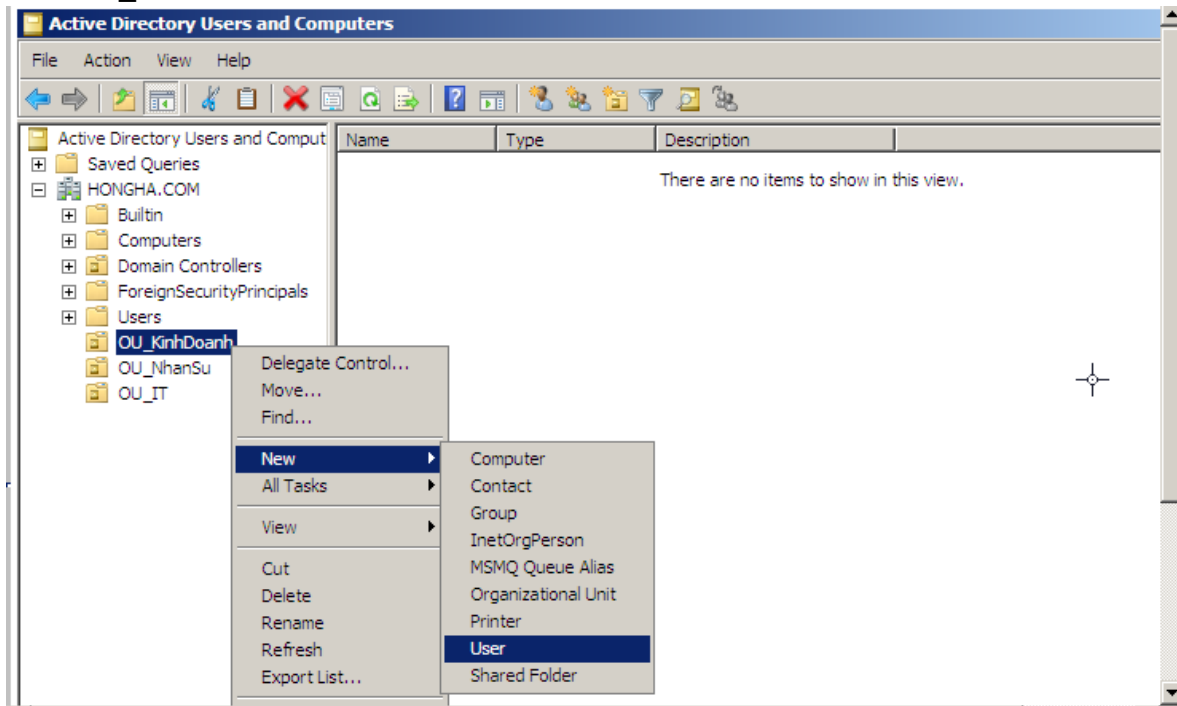 Active Directory Users and Computers
File Action View Help
Active Directory Users and Comput
Saved Queries
HONGHA.COM
Builtin
Computers
Domain Controllers
ForeignSecurityPrincipals
Users
OU_KinhDoanh
OU_NhanSu
OU_IT
Name Type Description
There are no items to show in this view.
Delegate Control...
Move...
Find...
New
All Tasks
View
Cut
Delete
Rename
Refresh
Export List...
Computer
Contact
Group
InetOrgPerson
MSMQ Queue Alias
Organizational Unit
Printer
User
Shared Folder